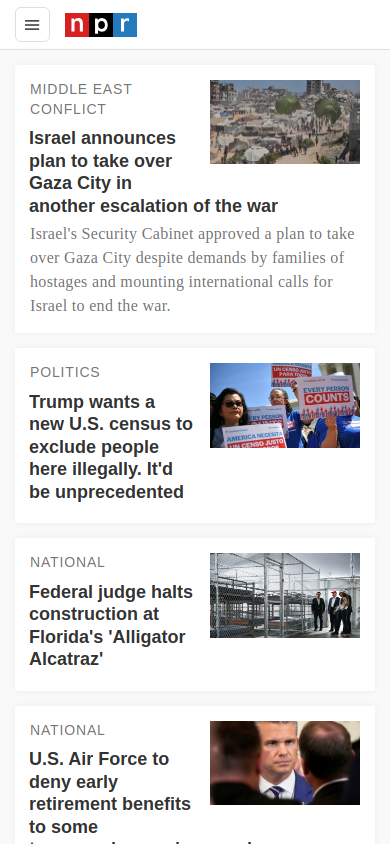 npr
MIDDLE EAST
CONFLICT
Israel announces
plan to take over
Gaza City in
another escalation of the war
Israel's Security Cabinet approved a plan to take
over Gaza City despite demands by families of
hostages and mounting international calls for
Israel to end the war.
POLITICS
Trump wants a
new U.S. census to
exclude people
here illegally. It'd
be unprecedented
UN CENSO JUSTO
PARA TODOS
EVERY PERSON
COUNTS
AMERICA NECESITA
UN CENSO JUSTO
NATIONAL
Federal judge halts
construction at
Florida's 'Alligator
Alcatraz'
NATIONAL
U.S. Air Force to
deny early
retirement benefits
to some